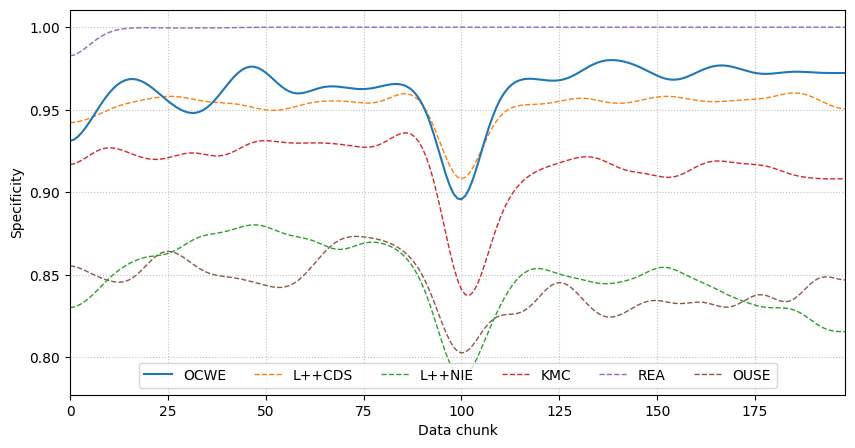 Specificity
1.00
0.95
0.90
0.85
0.80
OCWE L++CDS L++NIE KMC REA OUSE
0 25 50 75 100 125 150 175
Data chunk